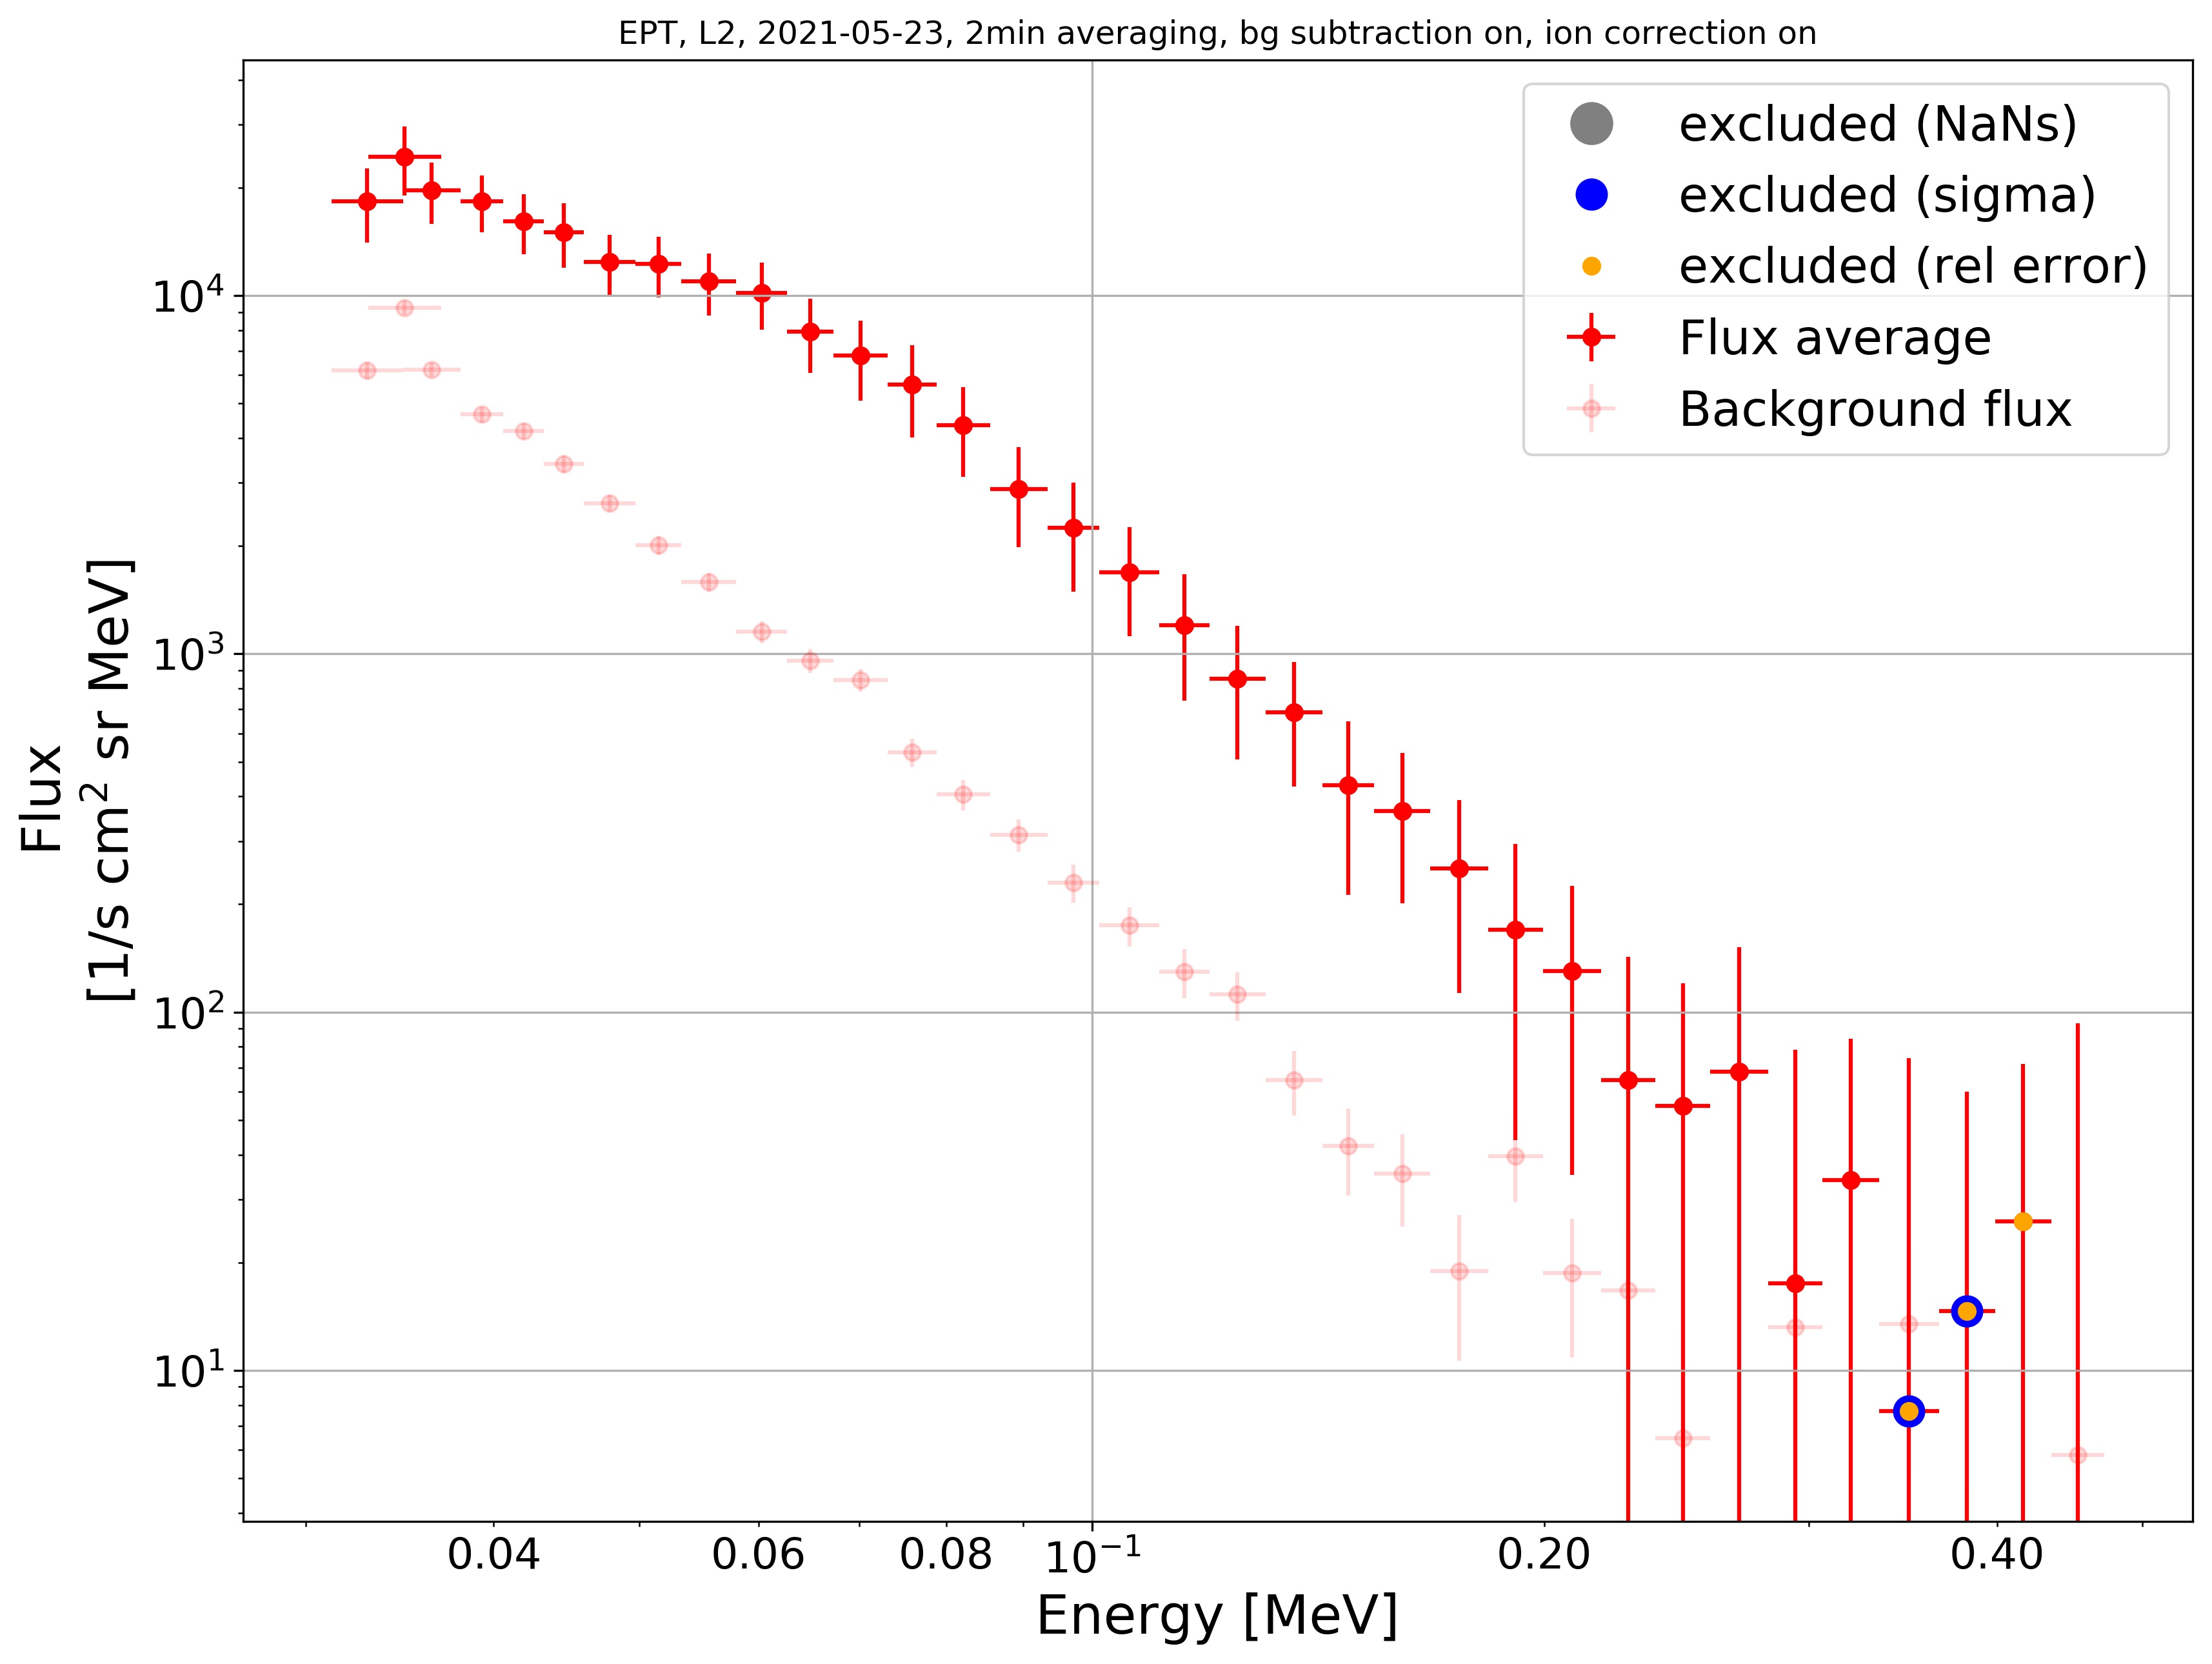 EPT, L2, 2021-05-23, 2min averaging, bg subtraction on, ion correction on
excluded (NaNs)
excluded (sigma)
excluded (rel error)
Flux average
Background flux
Flux
[1/s cm² sr MeV]
10⁴
10³
10²
10¹
0.04 0.06 0.08 10⁻¹ 0.20 0.40
Energy [MeV]